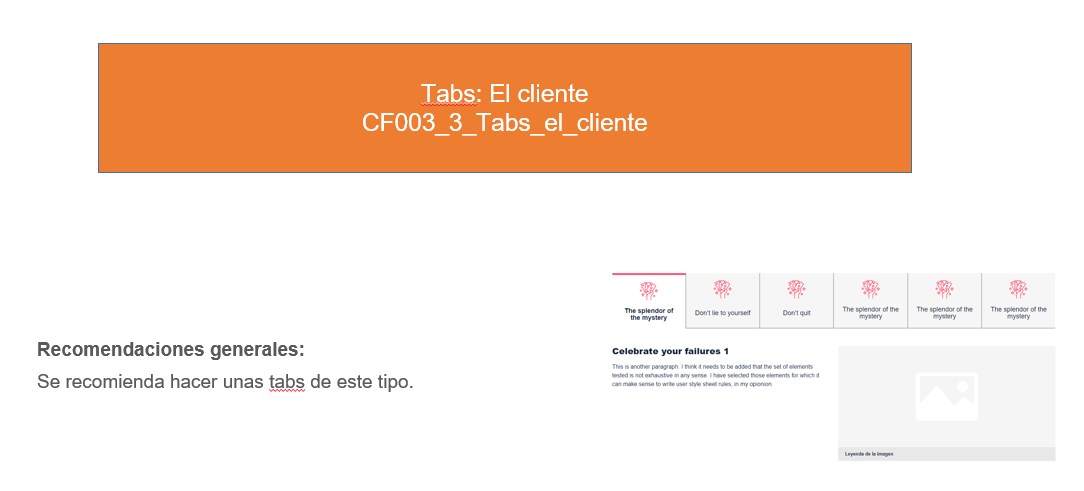 Tabs: El cliente
CF003_3_Tabs_el_cliente
Recomendaciones generales:
Se recomienda hacer unas tabs de este tipo.
The splendor of
the mystery
Don't lie to yourself
Don't quit
The splendor of the
mystery
The splendor of the
mystery
The splendor of the
mystery
Celebrate your failures 1
This is another paragraph. I think it needs to be added that the set of elements
tested is not exhaustive in any sense. I have selected those elements for which it
can make sense to write user style sheet rules, in my opionion.
Leyenda de la imagen